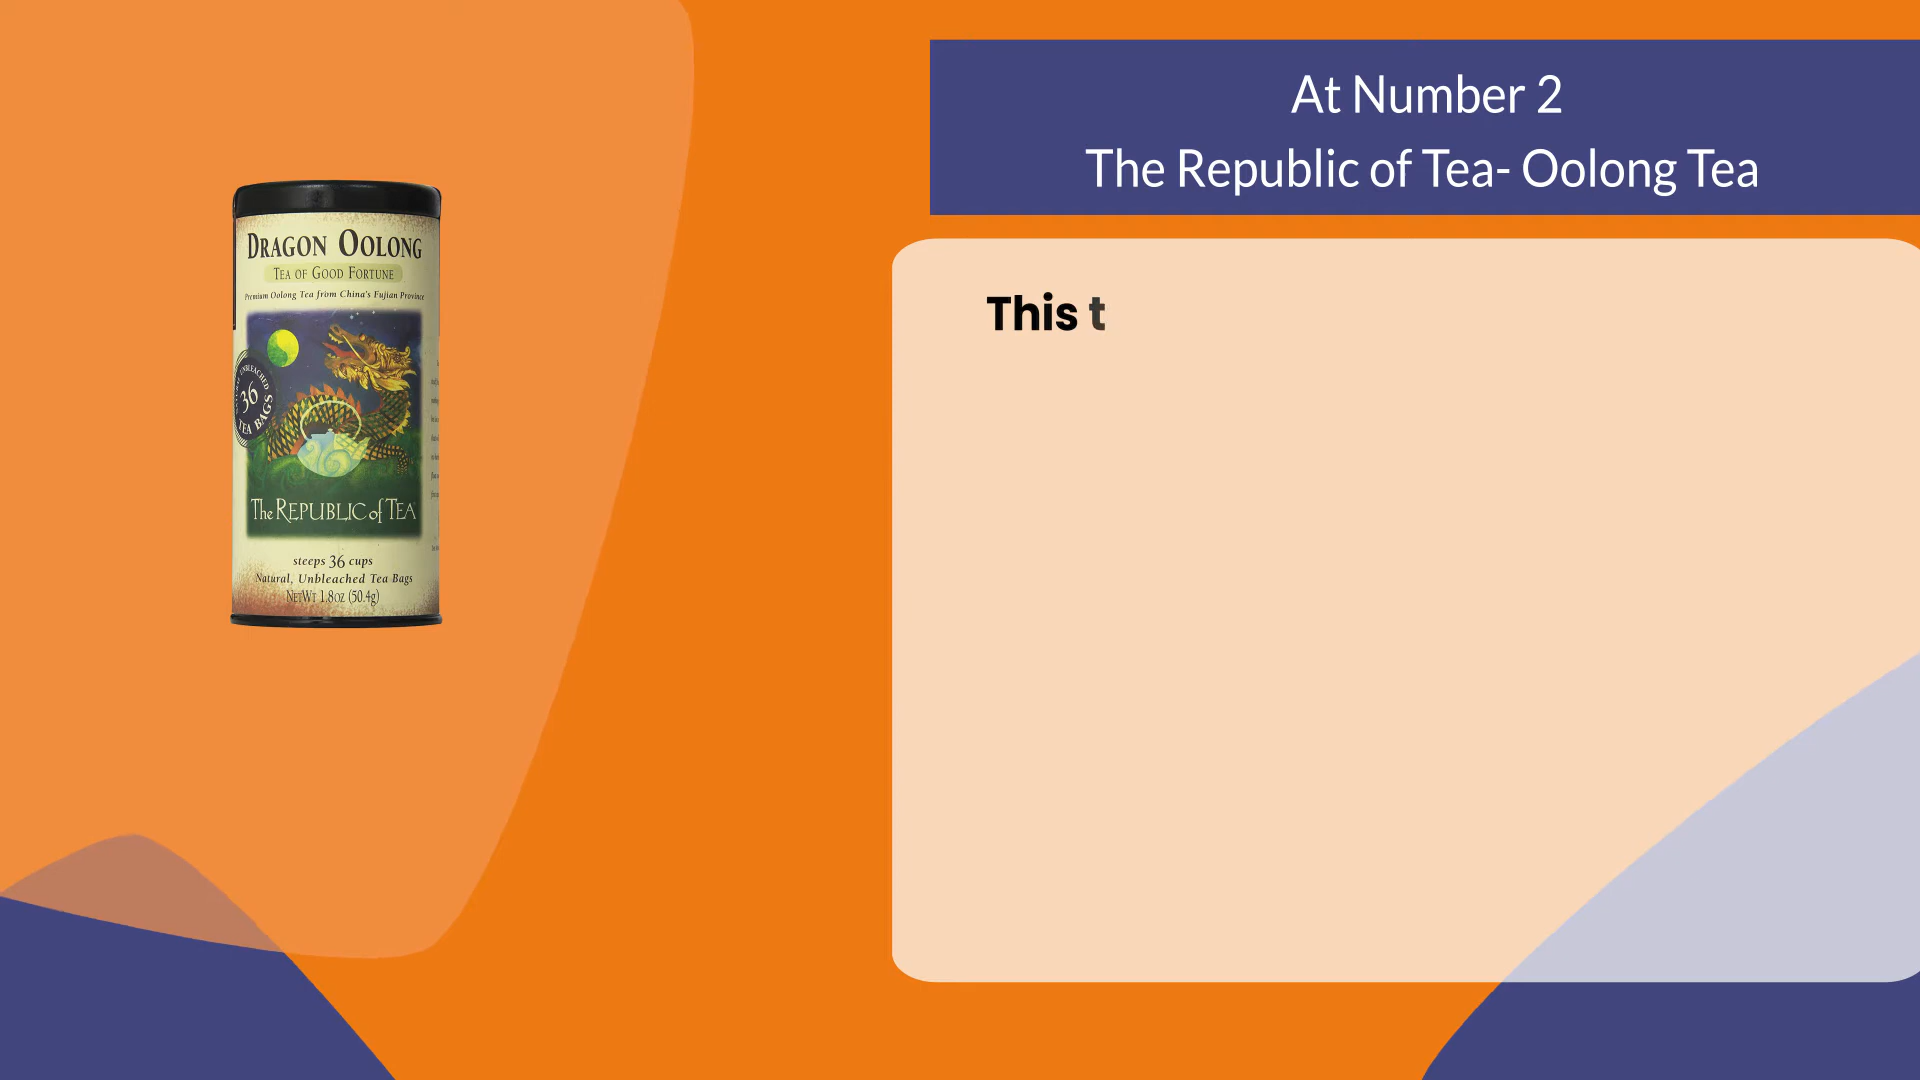 At Number 2
The Republic of Tea- Oolong Tea
This t
DRAGON OOLONG
TEA OF GOOD FORTUNE
Premium Oolong Tea from China's Fujian Province
UNBLEACHED
36
TEA BAGS
The REPUBLIC of TEA
steeps 36 cups
Natural, Unbleached Tea Bags
NETWT 1.8OZ (50.4g)